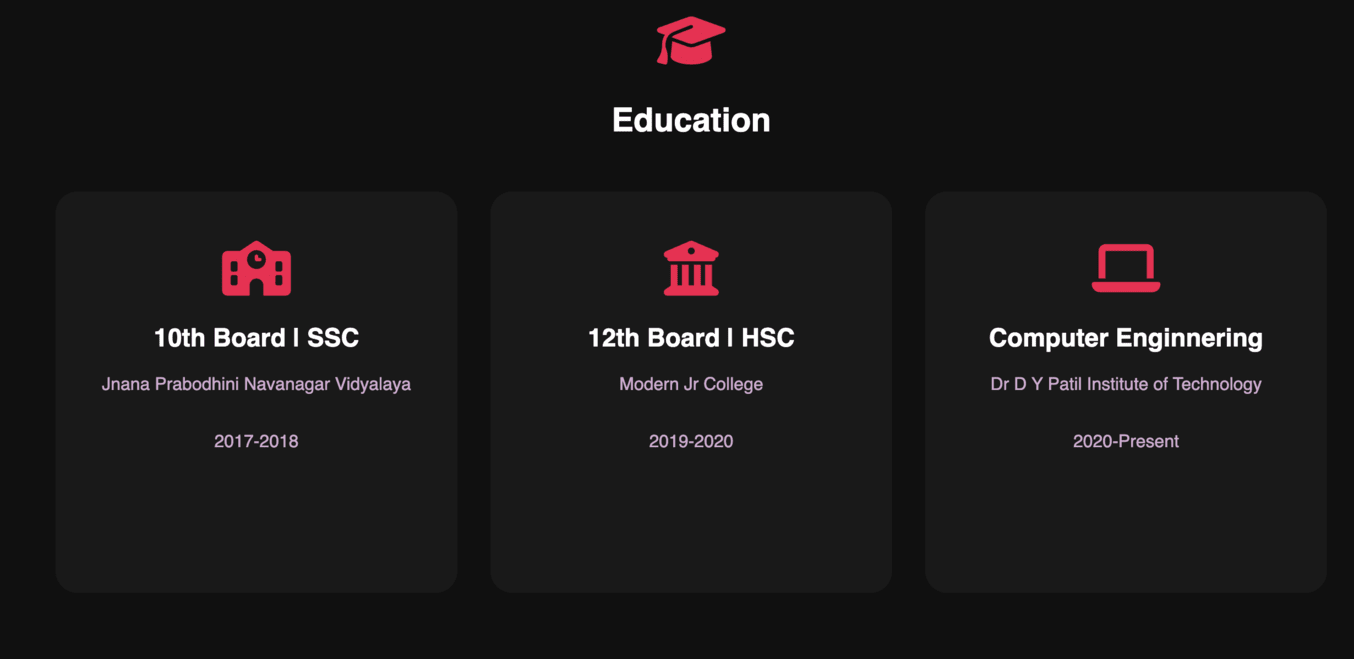 Education
10th Board | SSC
Jnana Prabodhini Navanagar Vidyalaya
2017-2018
12th Board | HSC
Modern Jr College
2019-2020
Computer Enginnering
Dr D Y Patil Institute of Technology
2020-Present